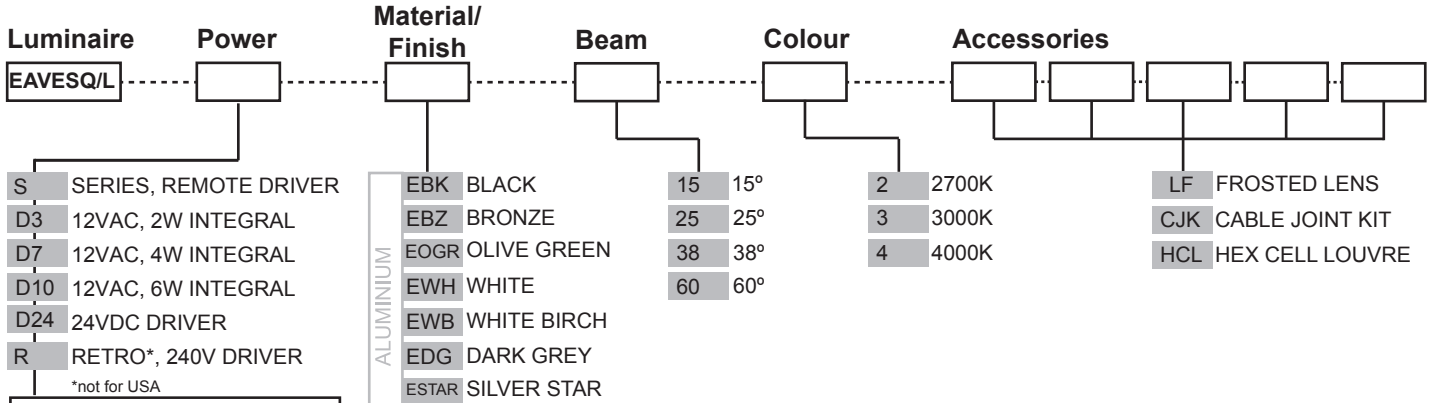 Luminaire Power Material/ Finish Beam Colour Accessories
EAVESQ/L
S SERIES, REMOTE DRIVER
D3 12VAC, 2W INTEGRAL
D7 12VAC, 4W INTEGRAL
D10 12VAC, 6W INTEGRAL
D24 24VDC DRIVER
R RETRO*, 240V DRIVER
*not for USA
ALUMINIUM
EBK BLACK
EBZ BRONZE
EOGR OLIVE GREEN
EWH WHITE
EWB WHITE BIRCH
EDG DARK GREY
ESTAR SILVER STAR
15 15º
25 25º
38 38º
60 60º
2 2700K
3 3000K
4 4000K
LF FROSTED LENS
CJK CABLE JOINT KIT
HCL HEX CELL LOUVRE